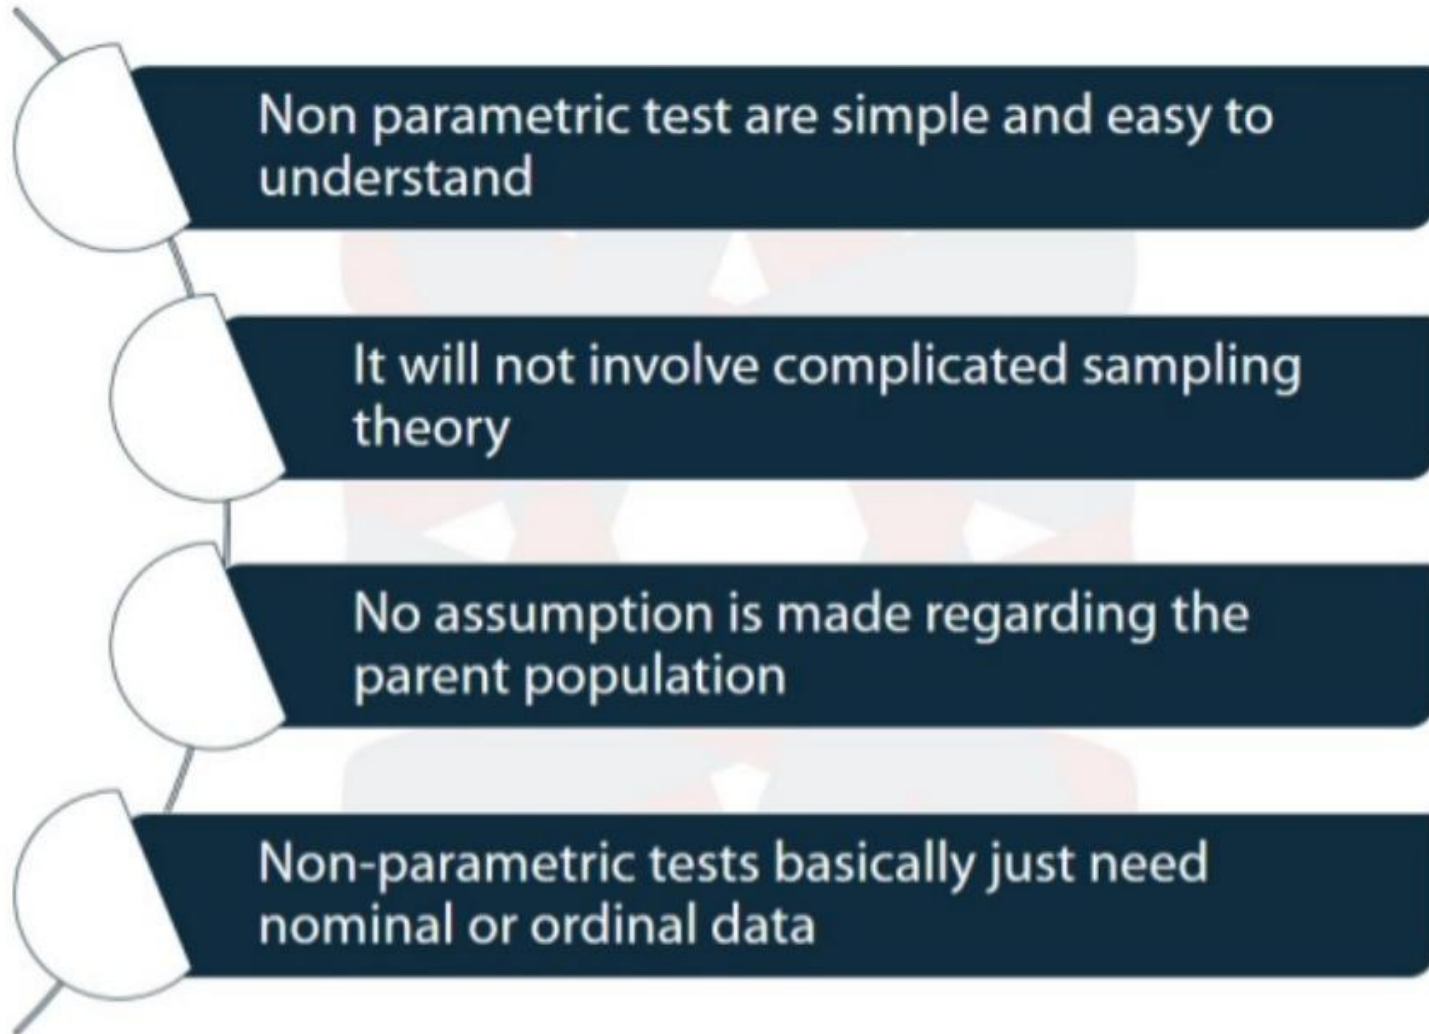 Non parametric test are simple and easy to
understand
It will not involve complicated sampling
theory
No assumption is made regarding the
parent population
Non-parametric tests basically just need
nominal or ordinal data